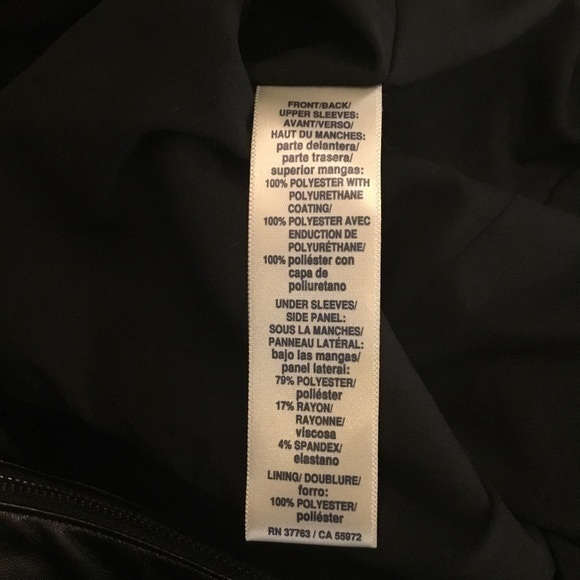 FRONT/BACK/
UPPER SLEEVES:
AVANT/VERSO/
HAUT DU MANCHES:
parte delantera/
parte trasera/
superior mangas:
100% POLYESTER WITH
POLYURETHANE
COATING/
100% POLYESTER AVEC
ENDUCTION DE
POLYURÉTHANE/
100% poliéster con
capa de
poliuretano
UNDER SLEEVES/
SIDE PANEL:
SOUS LA MANCHES/
PANNEAU LATÉRAL:
bajo las mangas/
panel lateral:
79% POLYESTER/
poliéster
17% RAYON/
RAYONNE/
viscosa
4% SPANDEX/
elastano
LINING/ DOUBLURE/
forro:
100% POLYESTER/
poliéster
RN 37763 / CA 55972